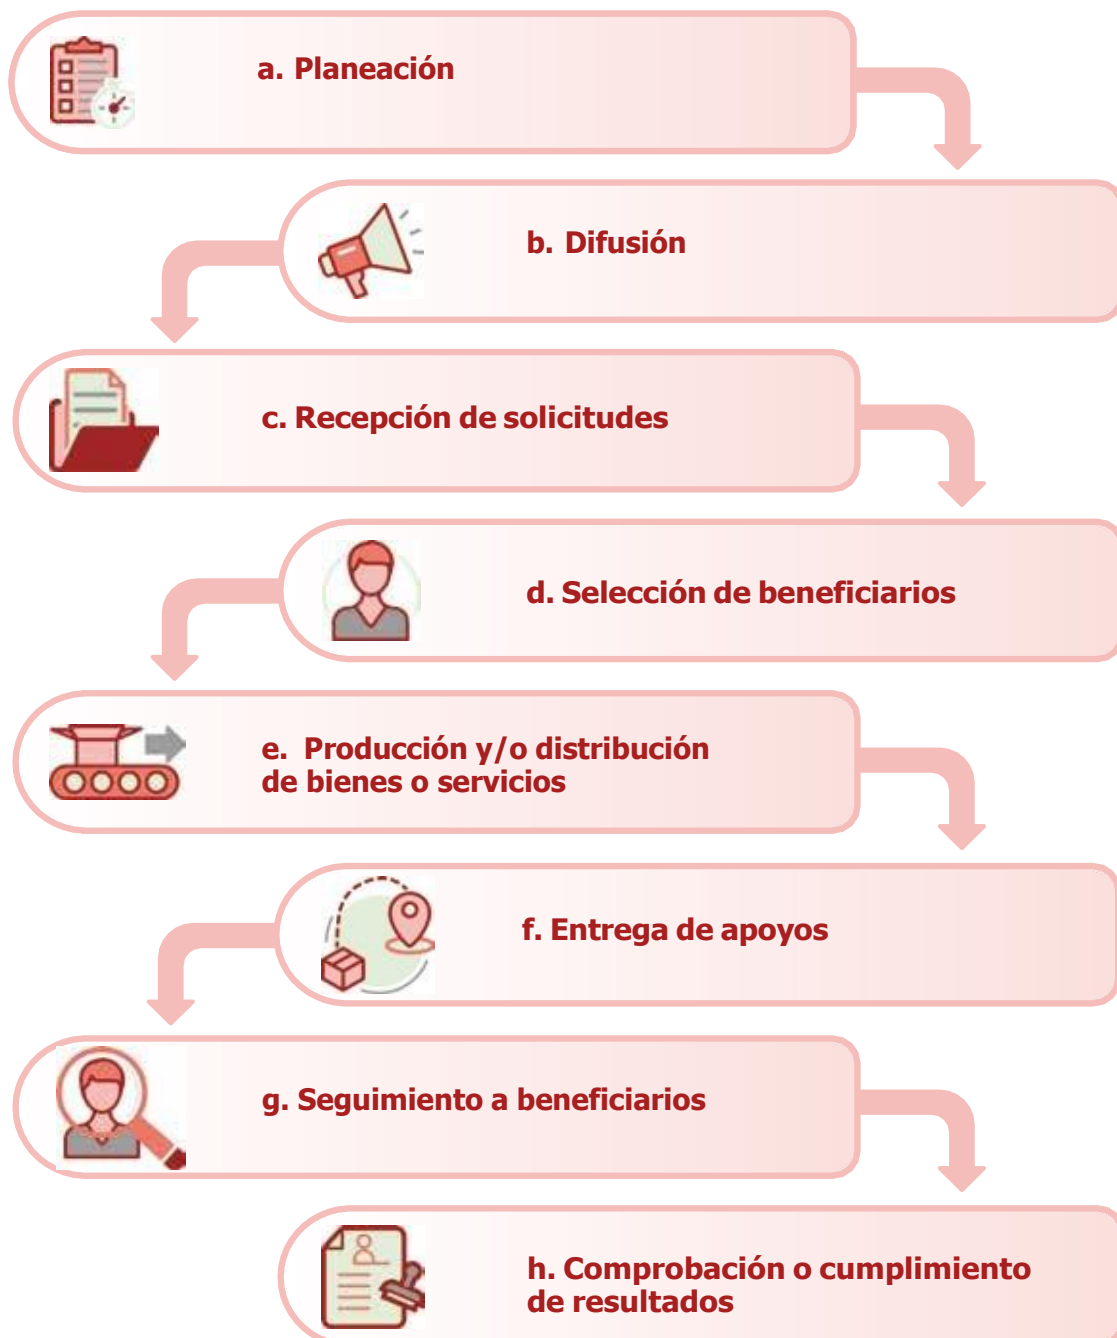 a. Planeación
b. Difusión
c. Recepción de solicitudes
d. Selección de beneficiarios
e. Producción y/o distribución
de bienes o servicios
f. Entrega de apoyos
g. Seguimiento a beneficiarios
h. Comprobación o cumplimiento
de resultados